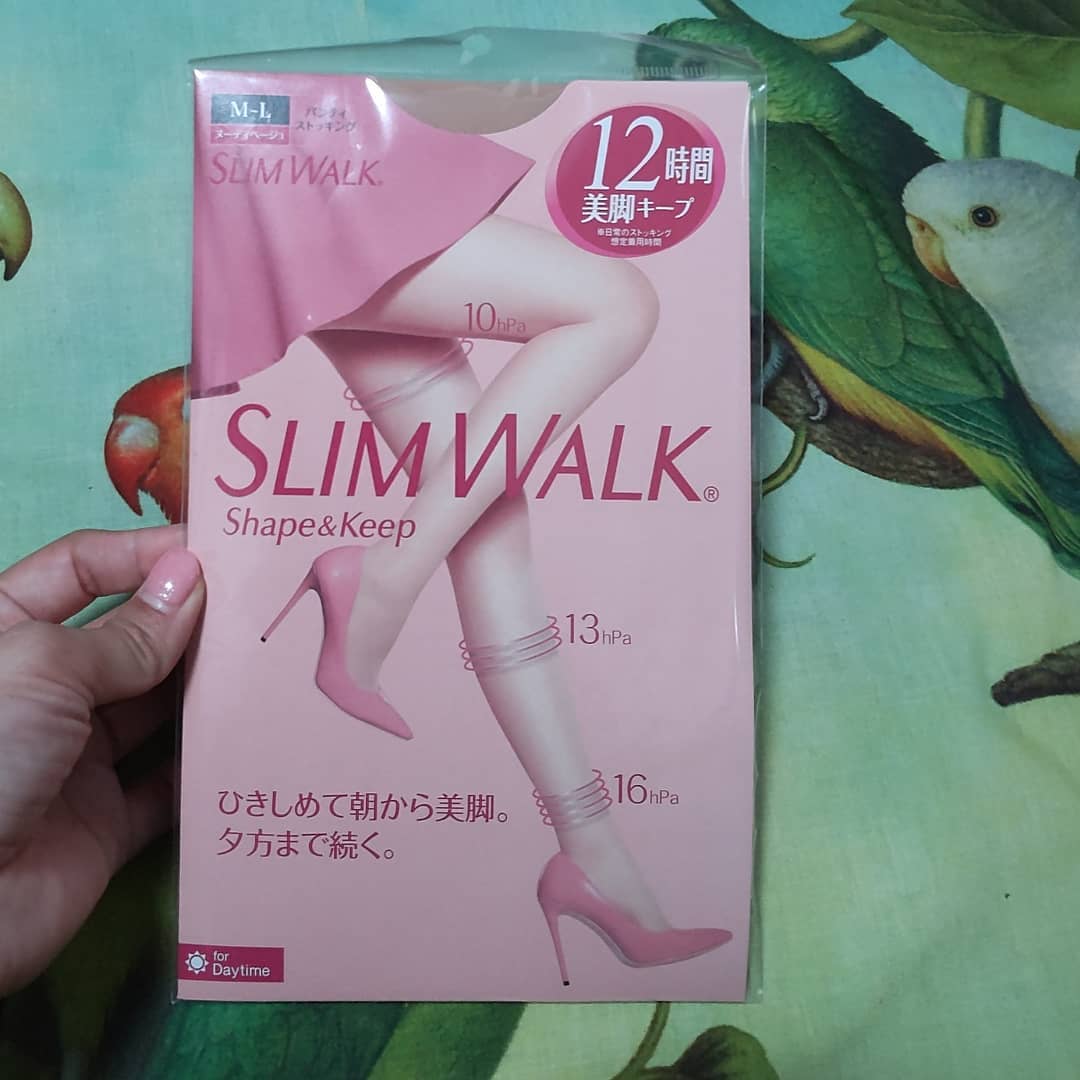 M~L
ヌーディベージュ
パンティ
ストッキング
SLIM WALK®
12時間
美脚キープ
※日常のストッキング
想定着用時間
10hPa
SLIM WALK®
Shape&Keep
13hPa
16hPa
ひきしめて朝から美脚。
夕方まで続く。
for
Daytime